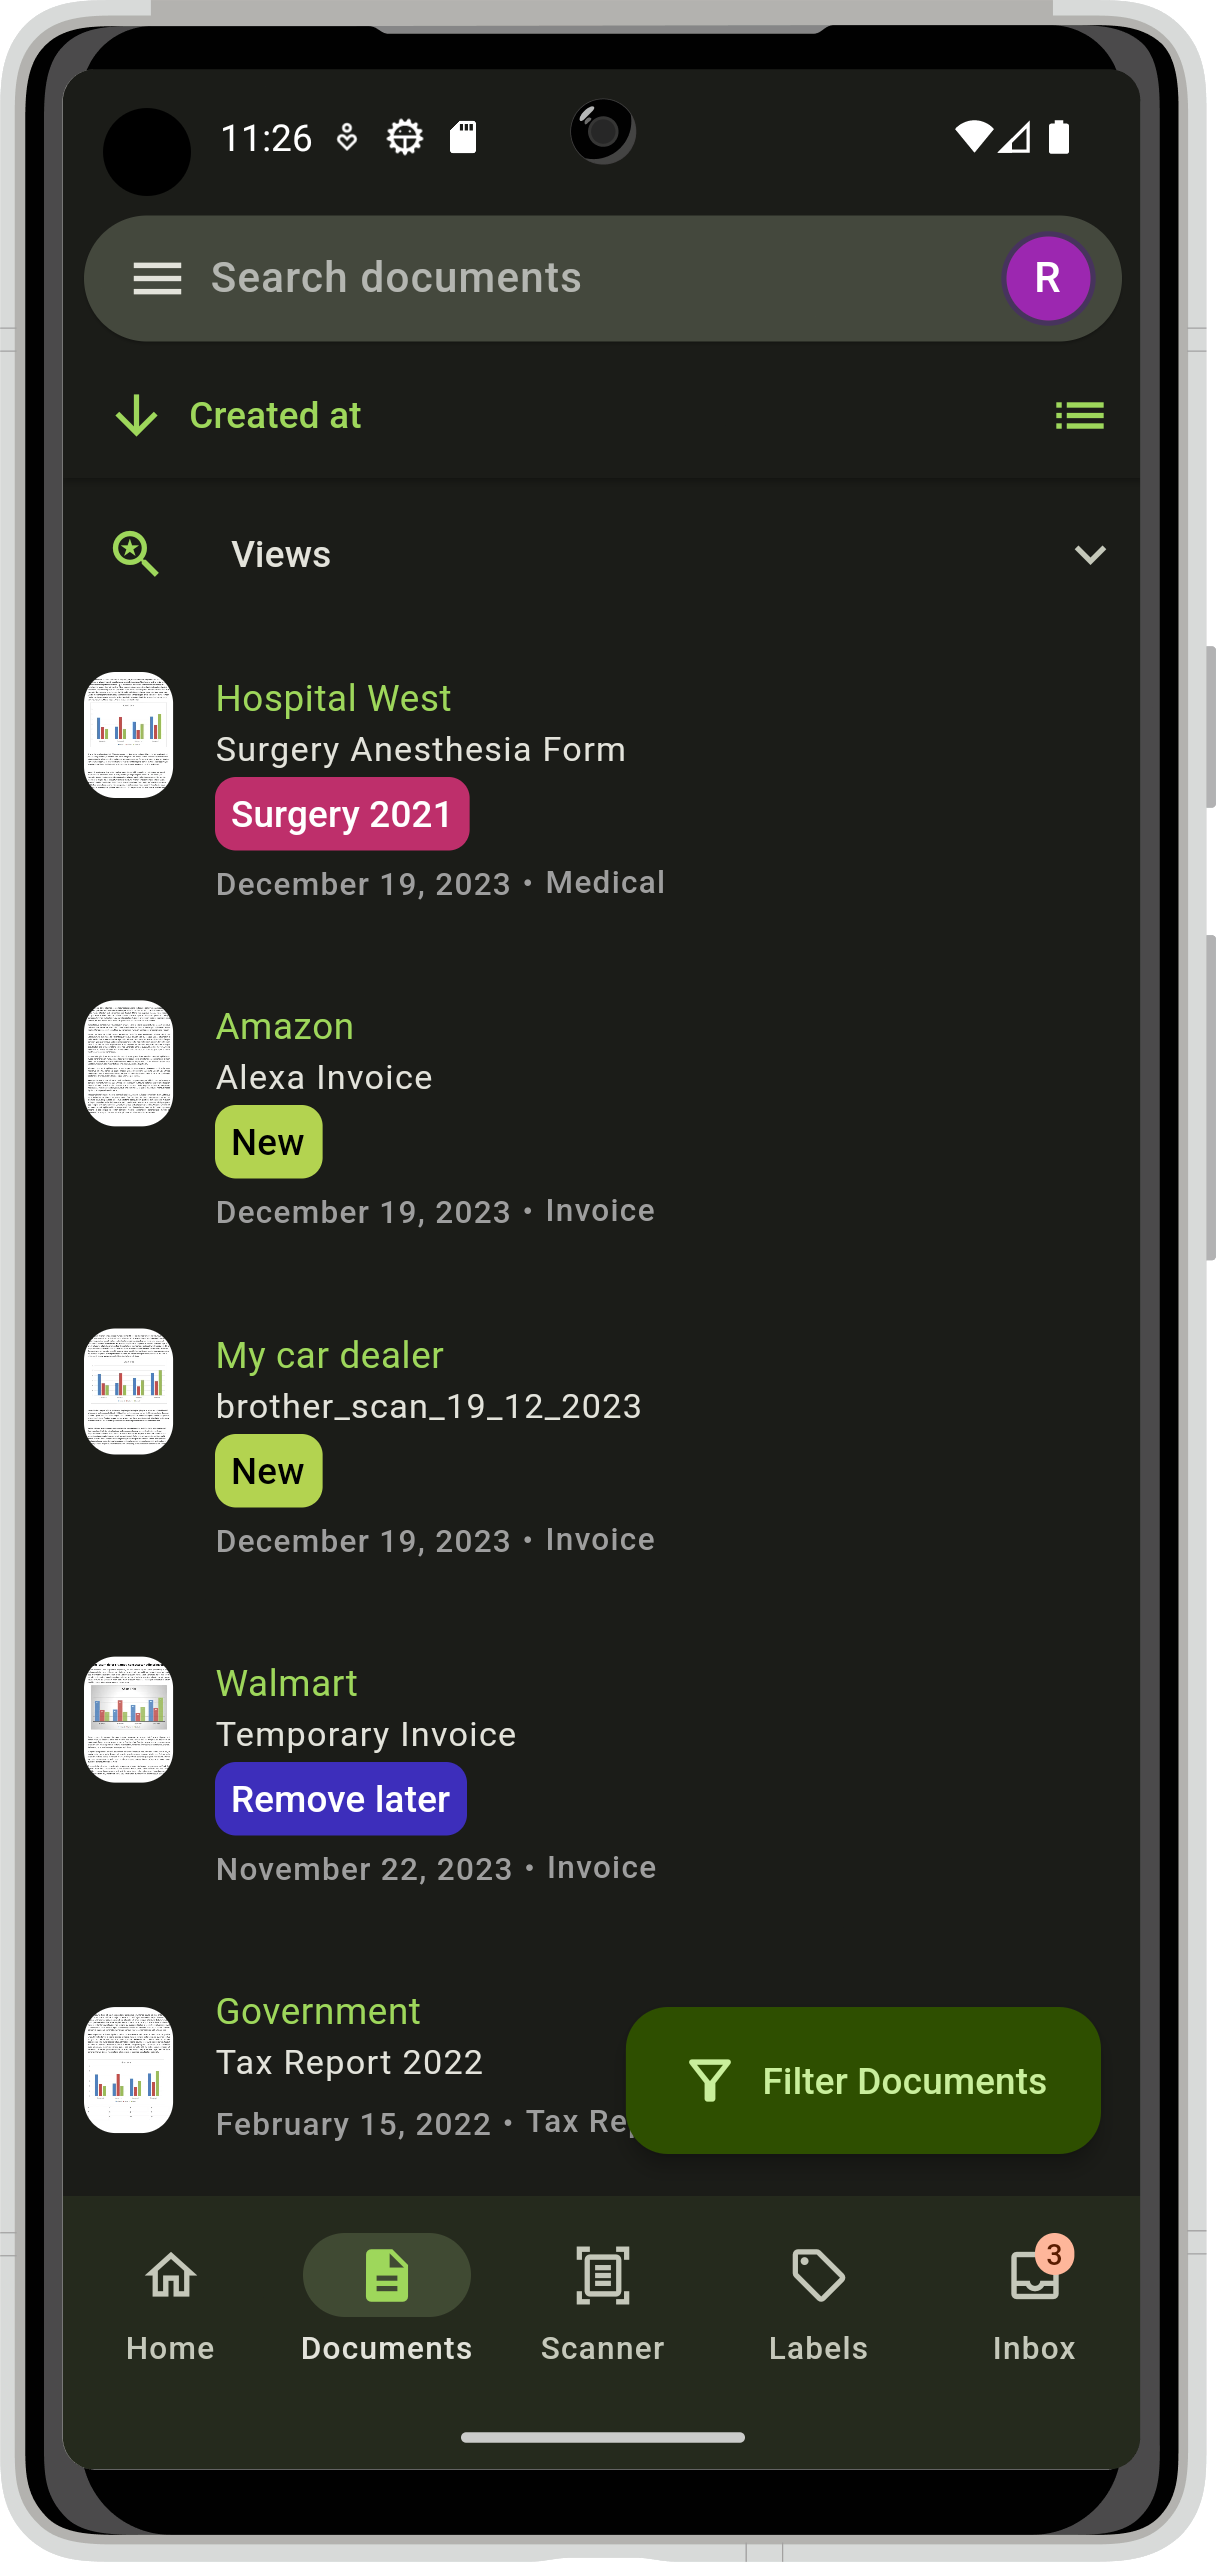 11:26
Search documents
R
Created at
Views
Hospital West
Surgery Anesthesia Form
Surgery 2021
December 19, 2023 • Medical
Amazon
Alexa Invoice
New
December 19, 2023 • Invoice
My car dealer
brother_scan_19_12_2023
New
December 19, 2023 • Invoice
Walmart
Temporary Invoice
Remove later
November 22, 2023 • Invoice
Government
Tax Report 2022
February 15, 2022 • Tax
Filter Documents
3
Home
Documents
Scanner
Labels
Inbox